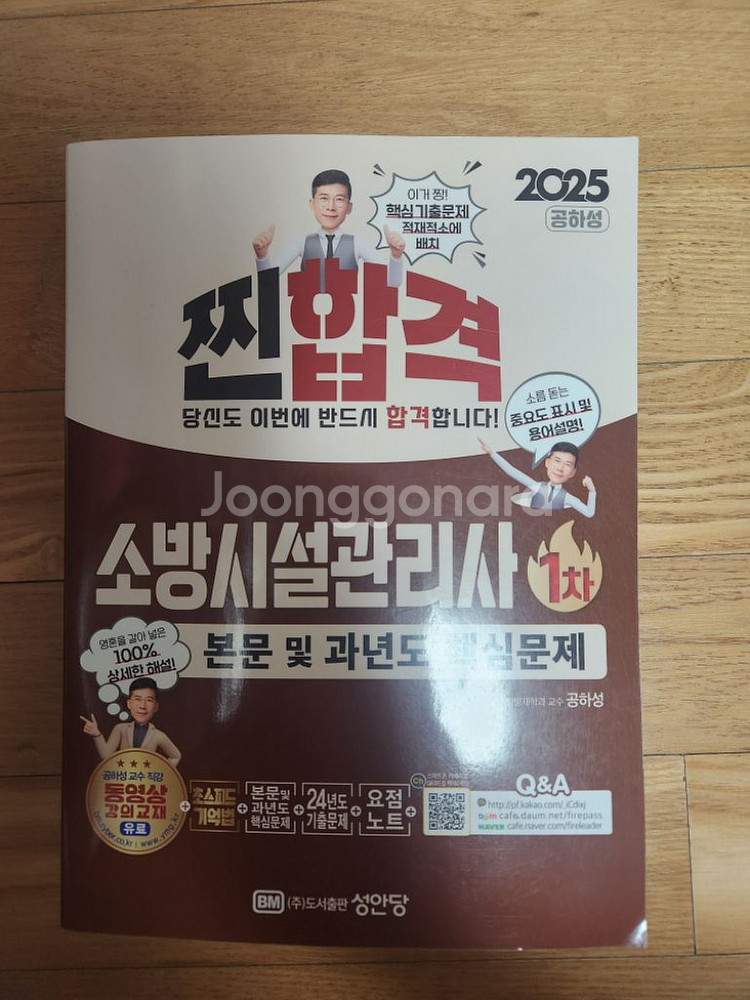 2025
공하성
이거 짱!
핵심기출문제
적재적소에
배치
찐합격
당신도 이번에 반드시 합격합니다!
소름 돋는
중요도 표시 및
용어설명!
Joonggonara
소방시설관리사
1차
본문 및 과년도 핵심문제
영혼을 갈아 넣은
100%
상세한 해설!
교수 공하성
공하성 교수 직강
동영상
강의교재
유료
www.ymg.kr
+
초스피드
기억법
+
본문 및
과년도
핵심문제
+
24년도
기출문제
+
요점
노트
+
Q&A
http://pf.kakao.com/_iCdixj
cafe.daum.net/firepass
NAVER cafe.naver.com/fireleader
BM (주)도서출판 성안당